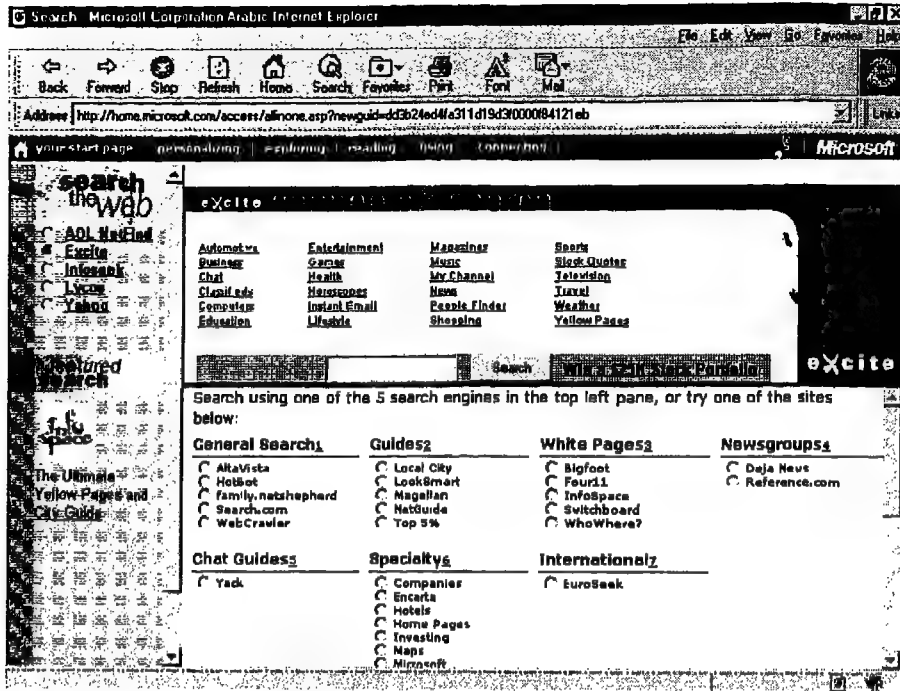 Search - Microsoft Corporation Arabic Internet Explorer
File Edit View Go Favorites Help
Back Forward Stop Refresh Home Search Favorites Print Font Mail
Address http://home.microsoft.com/access/allinone.asp?newguid=dd3b24ed4fa311d19d3f0000f84121eb Links
your start page personalizing exploring reading using connecting Microsoft
search
the web
AOL NetFind
Excite
Infoseek
Lycos
Yahoo
featured
search
info
space
The Ultimate
Yellow Pages and
City Guide
excite
Automotive Entertainment Magazines Sports
Business Games Music Stock Quotes
Chat Health My Channel Television
Classifieds Horoscopes News Travel
Computers Instant Email People Finder Weather
Education Lifestyle Shopping Yellow Pages
Search
excite
Search using one of the 5 search engines in the top left pane, or try one of the sites
below:
General Search1 Guides2 White Pages3 Newsgroups4
AltaVista Local City Bigfoot Deja News
HotBot LookSmart Four11 Reference.com
family.netshepherd Magellan InfoSpace
Search.com NetGuide Switchboard
WebCrawler Top 5% WhoWhere?
Chat Guides5 Specialty6 International7
Yack Companies EuroSeek
Encarta
Hotels
Home Pages
Investing
Maps
Microsoft